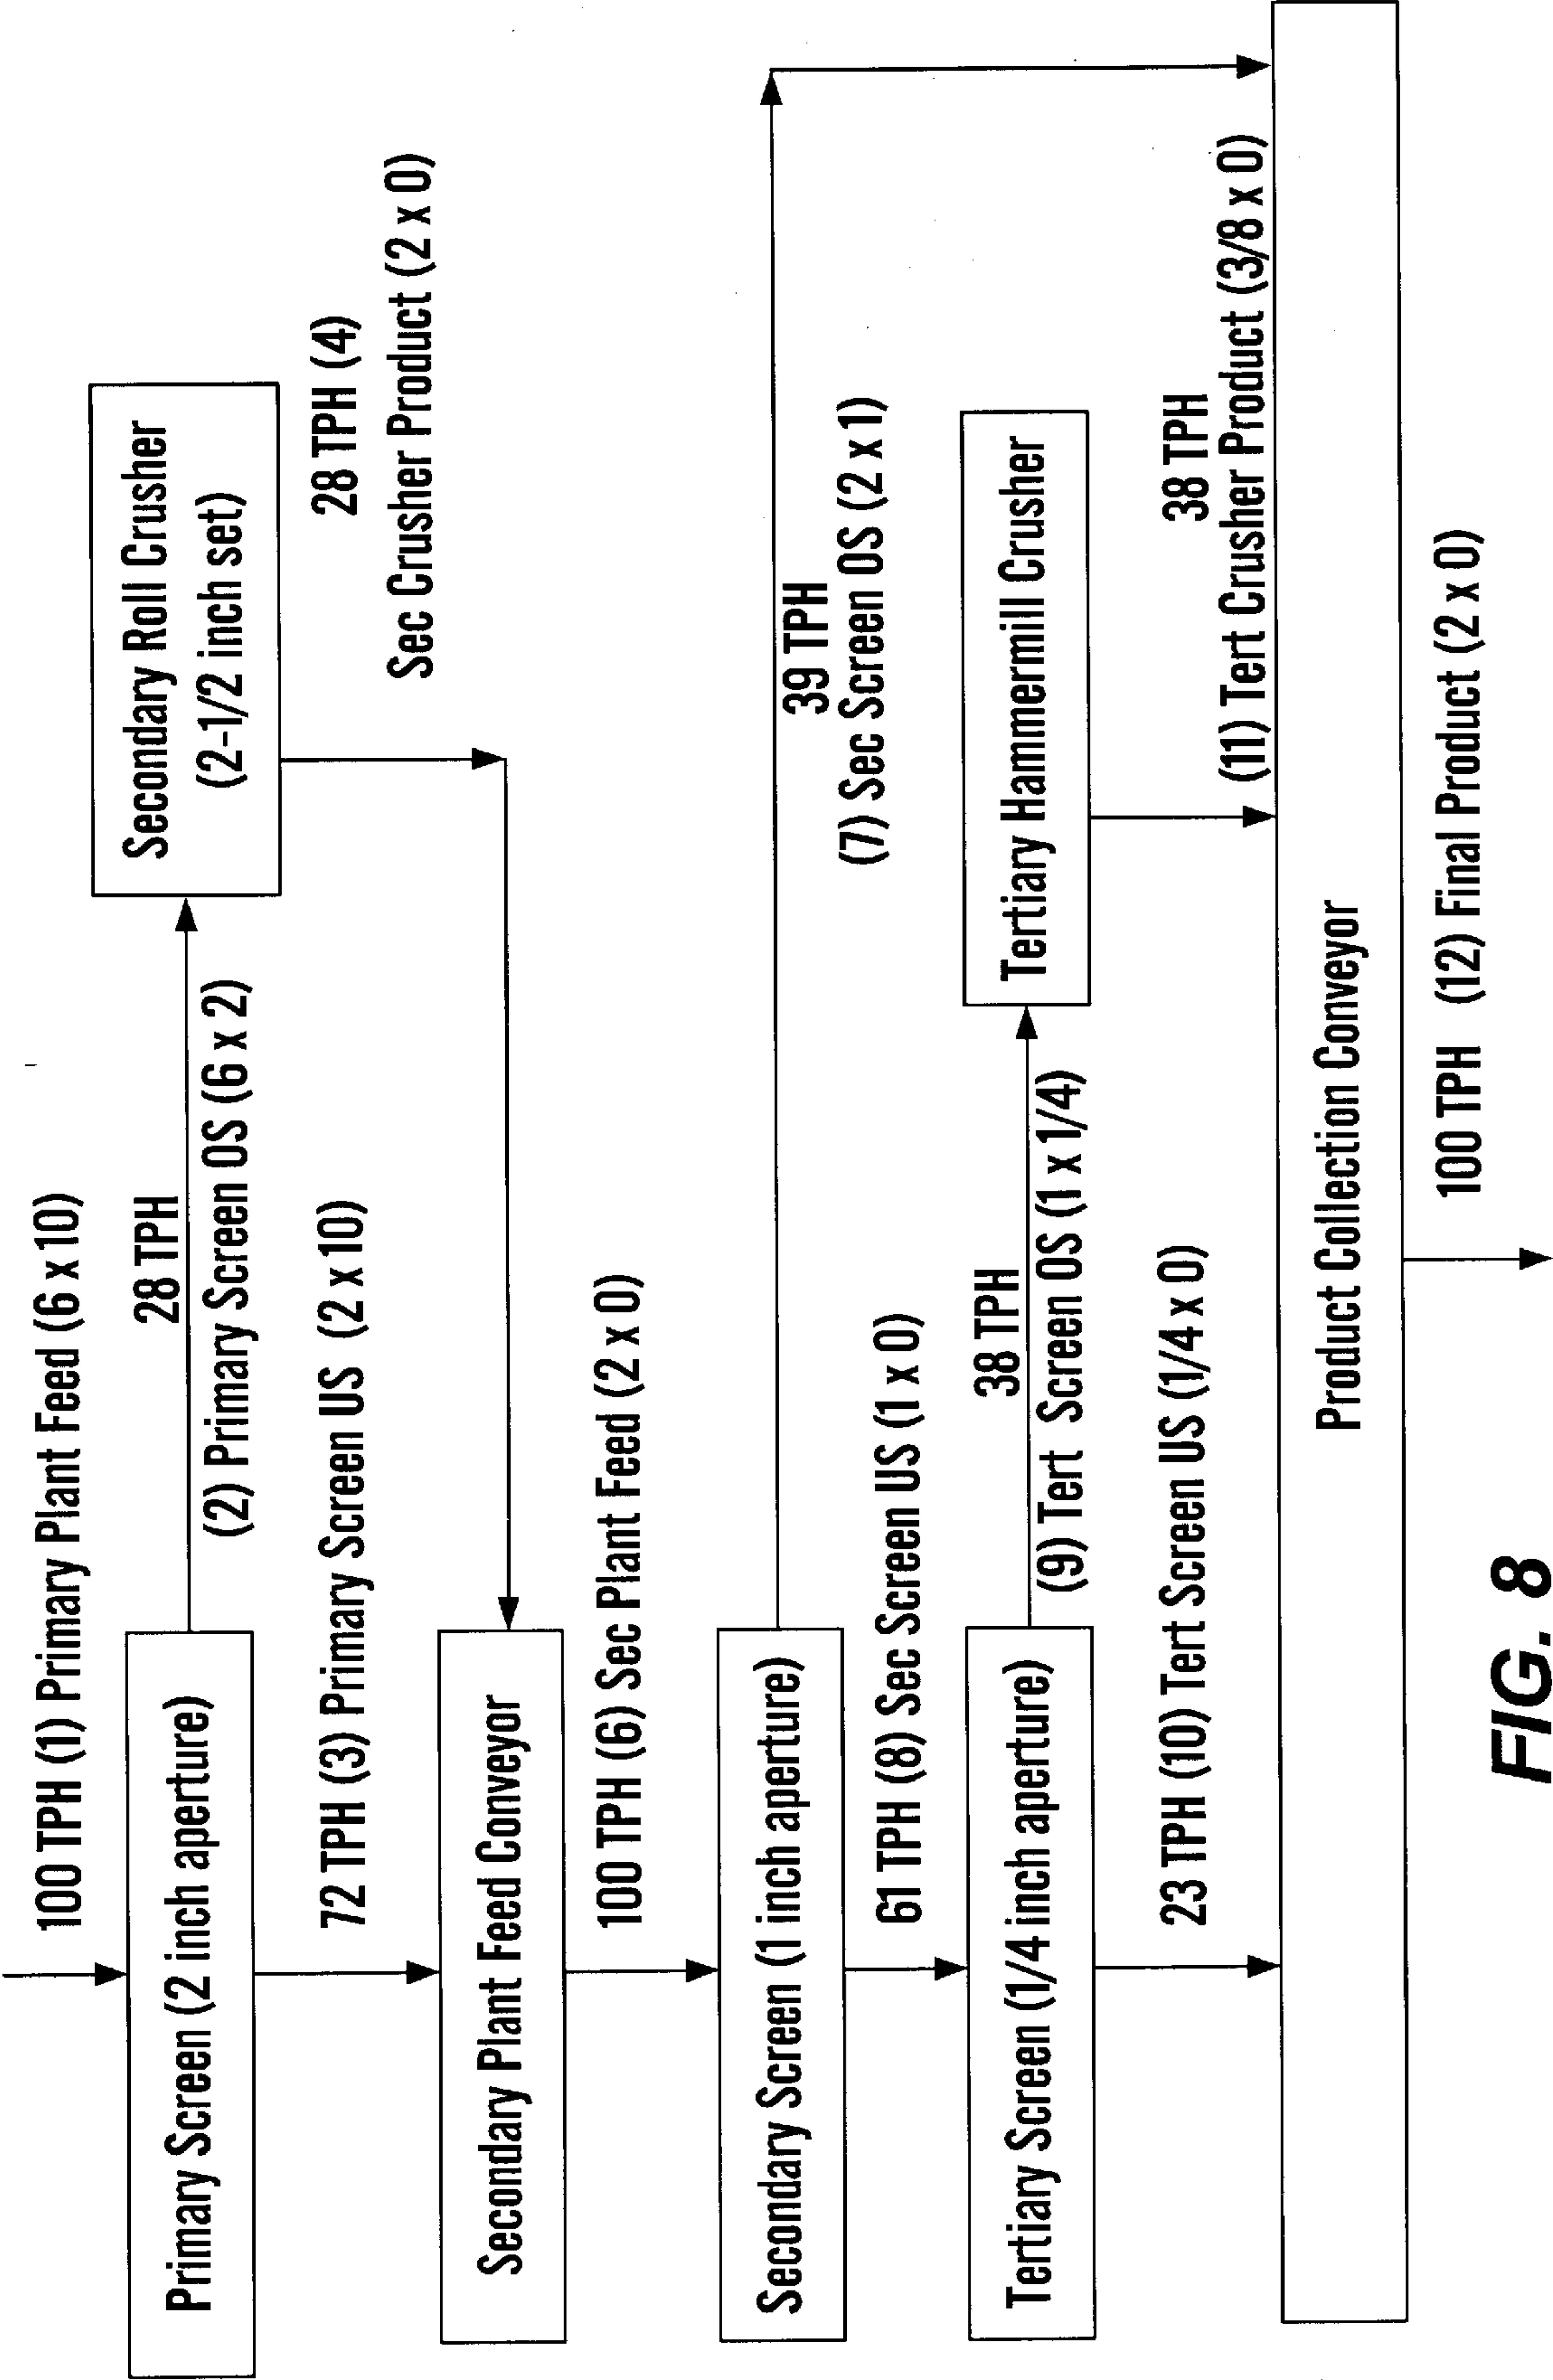 100 TPH (1) Primary Plant Feed (6 x 10)
Primary Screen (2 inch aperture)
28 TPH
(2) Primary Screen OS (6 x 2)
Secondary Roll Crusher
(2-1/2 inch set)
72 TPH (3) Primary Screen US (2 x 10)
28 TPH (4)
Sec Crusher Product (2 x 0)
Secondary Plant Feed Conveyor
100 TPH (6) Sec Plant Feed (2 x 0)
Secondary Screen (1 inch aperture)
39 TPH
(7) Sec Screen OS (2 x 1)
61 TPH (8) Sec Screen US (1 x 0)
Tertiary Screen (1/4 inch aperture)
38 TPH
(9) Tert Screen OS (1 x 1/4)
Tertiary Hammermill Crusher
23 TPH (10) Tert Screen US (1/4 x 0)
38 TPH
(11) Tert Crusher Product (3/8 x 0)
Product Collection Conveyor
100 TPH (12) Final Product (2 x 0)
FIG. 8